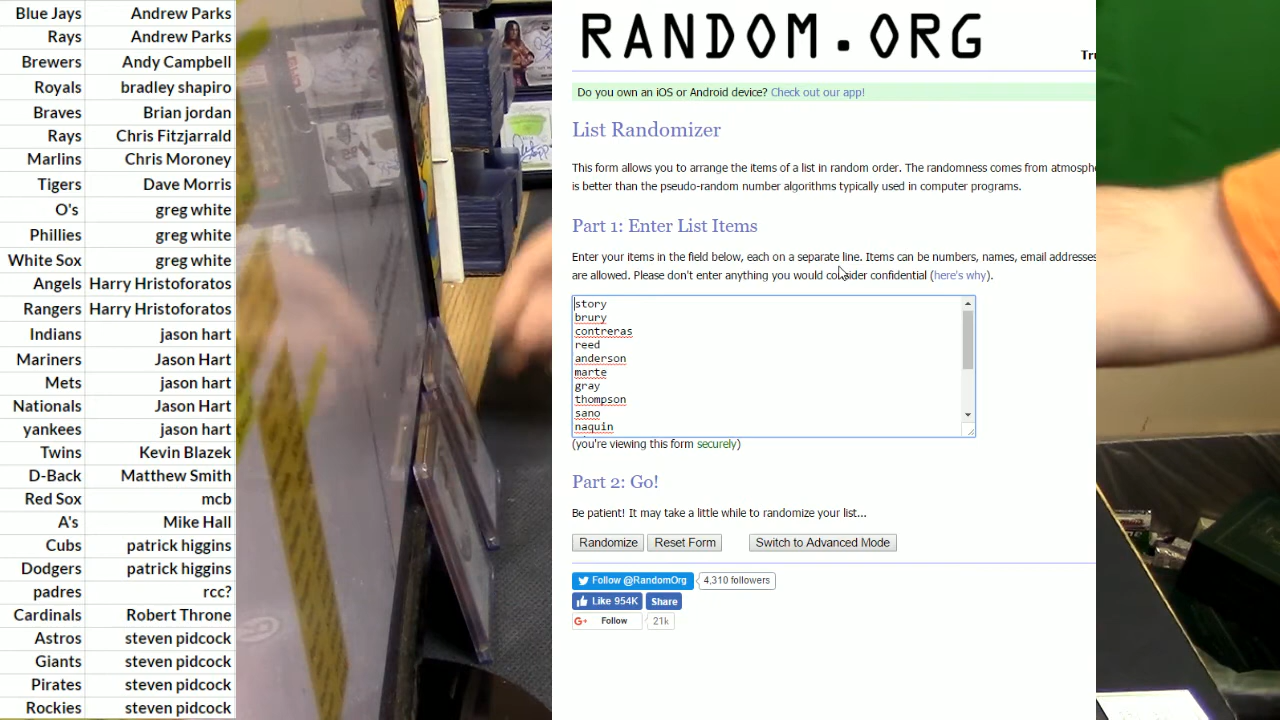 Blue Jays Andrew Parks
Rays Andrew Parks
Brewers Andy Campbell
Royals bradley shapiro
Braves Brian jordan
Rays Chris Fitzjarrald
Marlins Chris Moroney
Tigers Dave Morris
O's greg white
Phillies greg white
White Sox greg white
Angels Harry Hristoforatos
Rangers Harry Hristoforatos
Indians jason hart
Mariners Jason Hart
Mets jason hart
Nationals Jason Hart
yankees jason hart
Twins Kevin Blazek
D-Back Matthew Smith
Red Sox mcb
A's Mike Hall
Cubs patrick higgins
Dodgers patrick higgins
padres rcc?
Cardinals Robert Throne
Astros steven pidcock
Giants steven pidcock
Pirates steven pidcock
Rockies steven pidcock
RANDOM.ORG
Tru
Do you own an iOS or Android device? Check out our app!
List Randomizer
This form allows you to arrange the items of a list in random order. The randomness comes from atmosphe
is better than the pseudo-random number algorithms typically used in computer programs.
Part 1: Enter List Items
Enter your items in the field below, each on a separate line. Items can be numbers, names, email addresses
are allowed. Please don't enter anything you would consider confidential (here's why).
story
brury
contreras
reed
anderson
marte
gray
thompson
sano
naquin
(you're viewing this form securely)
Part 2: Go!
Be patient! It may take a little while to randomize your list...
Randomize Reset Form Switch to Advanced Mode
Follow @RandomOrg 4,310 followers
Like 954K Share
G+ Follow 21k